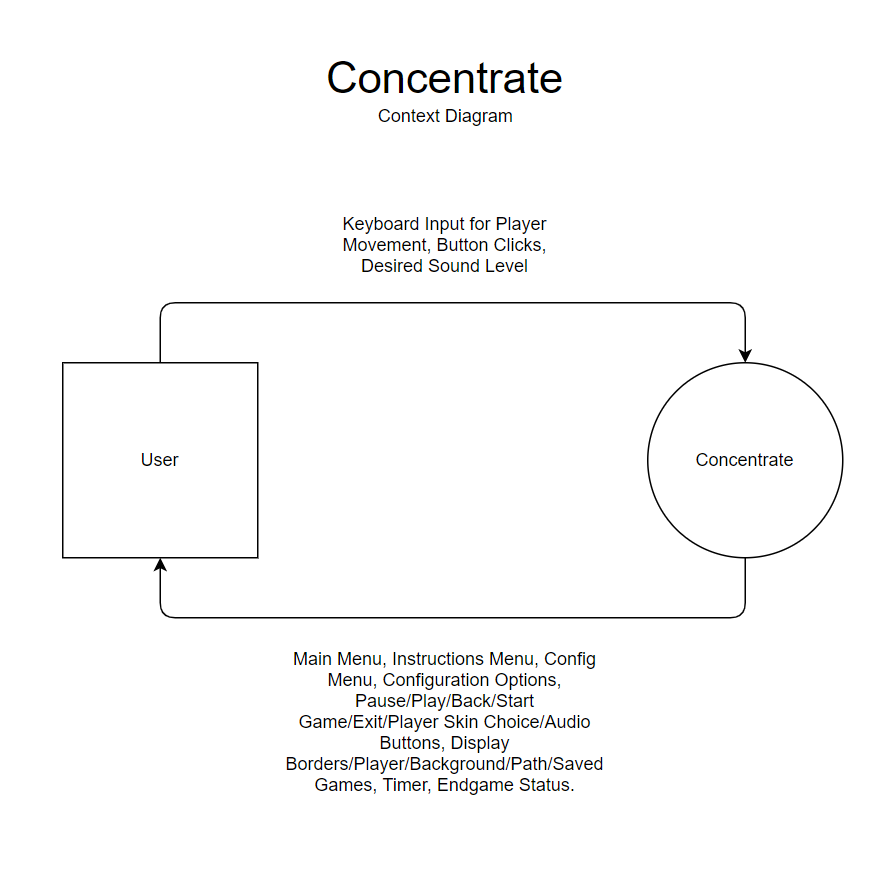 Concentrate
Context Diagram
Keyboard Input for Player
Movement, Button Clicks,
Desired Sound Level
User
Concentrate
Main Menu, Instructions Menu, Config
Menu, Configuration Options,
Pause/Play/Back/Start
Game/Exit/Player Skin Choice/Audio
Buttons, Display
Borders/Player/Background/Path/Saved
Games, Timer, Endgame Status.